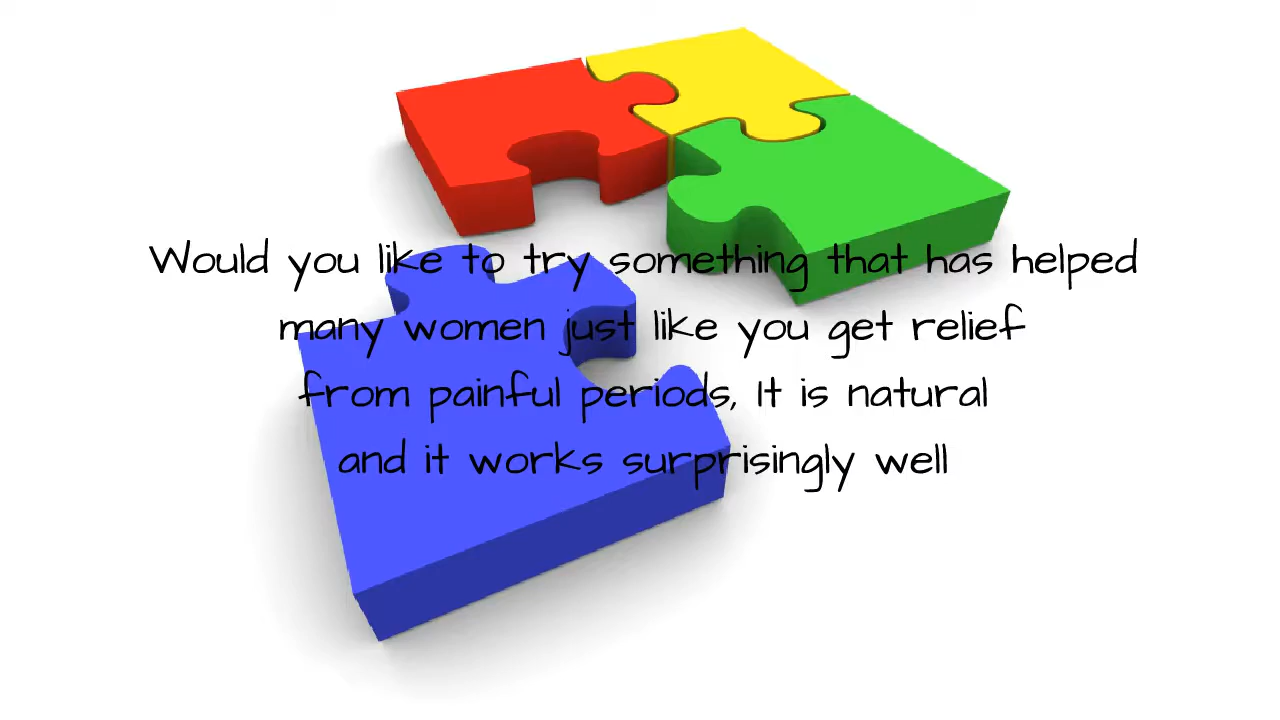 Would you like to try something that has helped
many women just like you get relief
from painful periods, It is natural
and it works surprisingly well